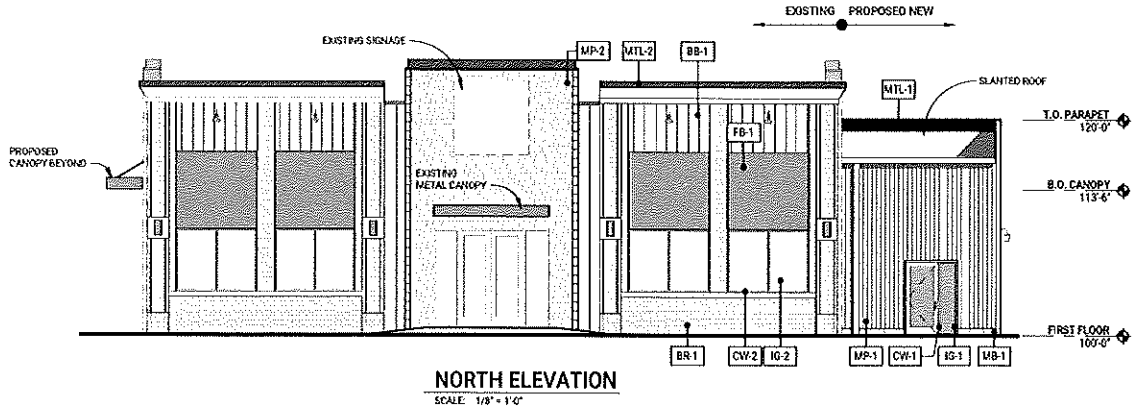 EXISTING PROPOSED NEW
EXISTING SIGNAGE
MP-2
MTL-2
BB-1
SLANTED ROOF
MTL-1
T.O. PARAPET
120'-0"
PROPOSED
CANOPY BEYOND
FB-1
EXISTING
METAL CANOPY
B.O. CANOPY
113'-6"
FIRST FLOOR
100'-0"
BR-1
CW-2
IG-2
MP-1
CW-1
IG-1
MB-1
NORTH ELEVATION
SCALE: 1/8" = 1'-0"